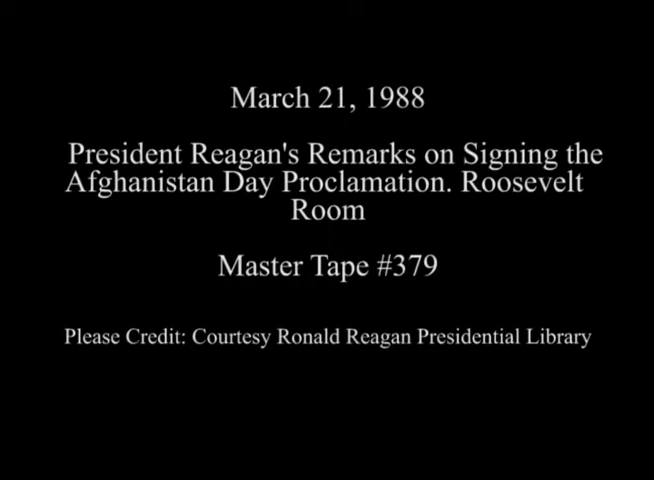 March 21, 1988
President Reagan's Remarks on Signing the
Afghanistan Day Proclamation. Roosevelt
Room
Master Tape #379
Please Credit: Courtesy Ronald Reagan Presidential Library